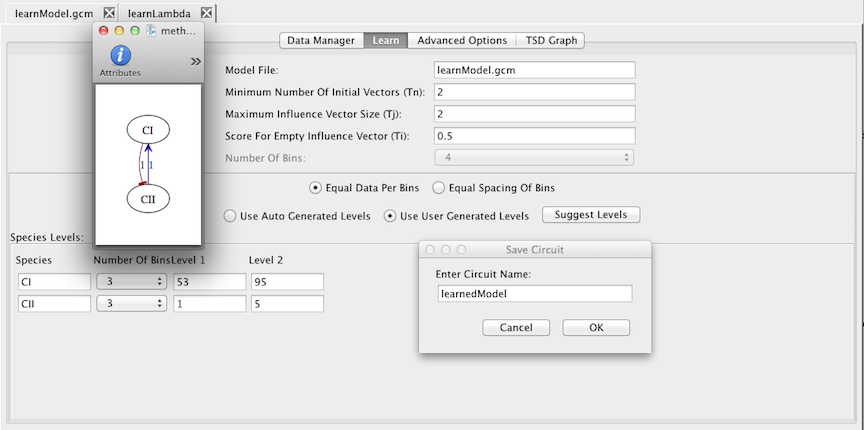 learnModel.gcm learnLambda
meth...
Attributes
»
CI
1 1
CII
Data Manager Learn Advanced Options TSD Graph
Model File: learnModel.gcm
Minimum Number Of Initial Vectors (Tn): 2
Maximum Influence Vector Size (Tj): 2
Score For Empty Influence Vector (Ti): 0.5
Number Of Bins: 4
Equal Data Per Bins Equal Spacing Of Bins
Use Auto Generated Levels Use User Generated Levels Suggest Levels
Species Levels:
Species Number Of Bins Level 1 Level 2
CI 3 53 95
CII 3 1 5
Save Circuit
Enter Circuit Name:
learnedModel
Cancel OK